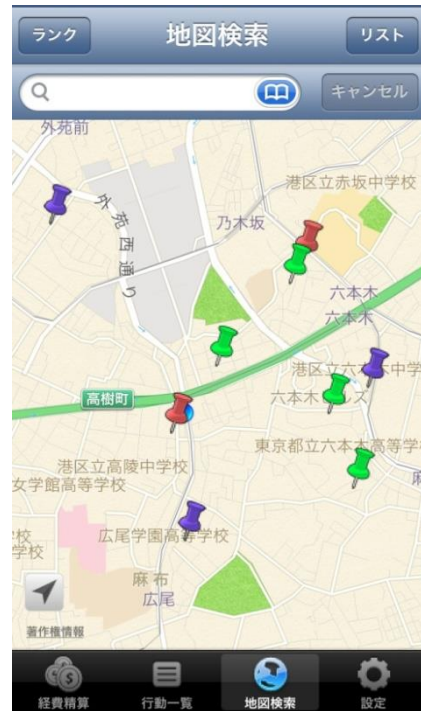 ランク
地図検索
リスト
キャンセル
外苑前
港区立赤坂中学校
外苑西通り
乃木坂
六本木
六本木
港区立六本木中学
高樹町
六本木ヒルズ
東京都立六本木高等学
港区立高陵中学校
女学館高等学校
校
学校
広尾学園高等学校
麻布
広尾
著作権情報
経費精算
行動一覧
地図検索
設定